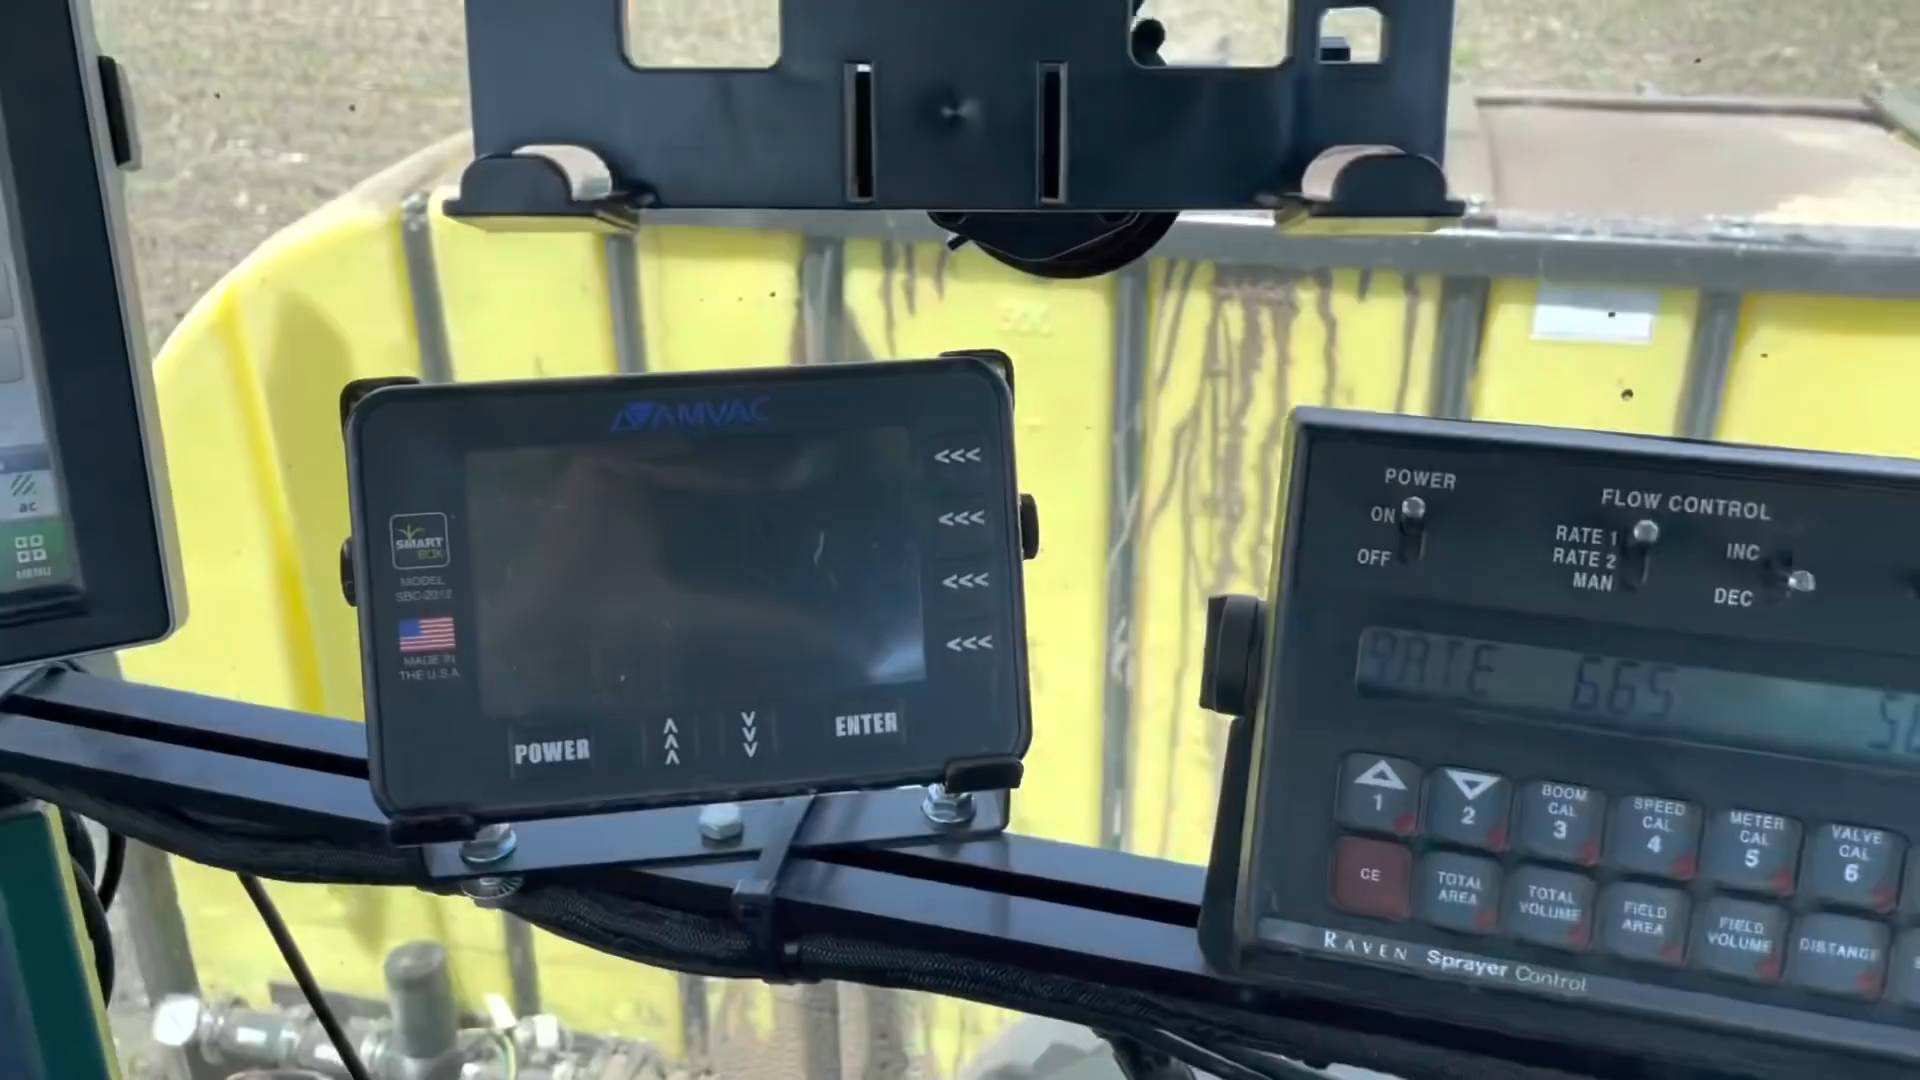 ac
MENU
AMVAC
<<<
<<<
<<<
<<<
SMART
BOX
MODEL
SBC-2012
MADE IN
THE U.S.A
POWER
ENTER
POWER
ON
OFF
FLOW CONTROL
RATE 1
RATE 2
MAN
INC
DEC
RATE 665
1
2
BOOM
CAL
3
SPEED
CAL
4
METER
CAL
5
VALVE
CAL
6
CE
TOTAL
AREA
TOTAL
VOLUME
FIELD
AREA
FIELD
VOLUME
DISTANCE
RAVEN Sprayer Control